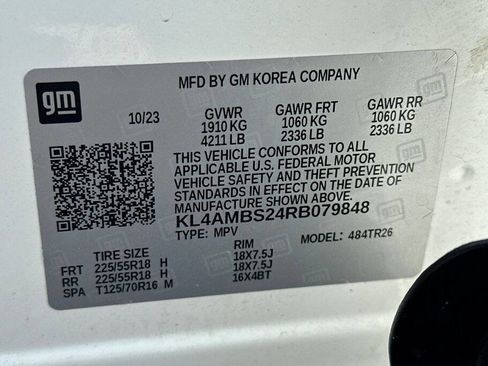 gm
MFD BY GM KOREA COMPANY
10/23 GVWR GAWR FRT GAWR RR
1910 KG 1060 KG 1060 KG
4211 LB 2336 LB 2336 LB
THIS VEHICLE CONFORMS TO ALL
APPLICABLE U.S. FEDERAL MOTOR
VEHICLE SAFETY AND THEFT PREVENTION
STANDARDS IN EFFECT ON THE DATE OF
MANUFACTURE SHOWN ABOVE.
KL4AMBS24RB079848
TYPE: MPV MODEL: 484TR26
TIRE SIZE RIM
FRT 225/55R18 H 18X7.5J
RR 225/55R18 H 18X7.5J
SPA T125/70R16 M 16X4BT